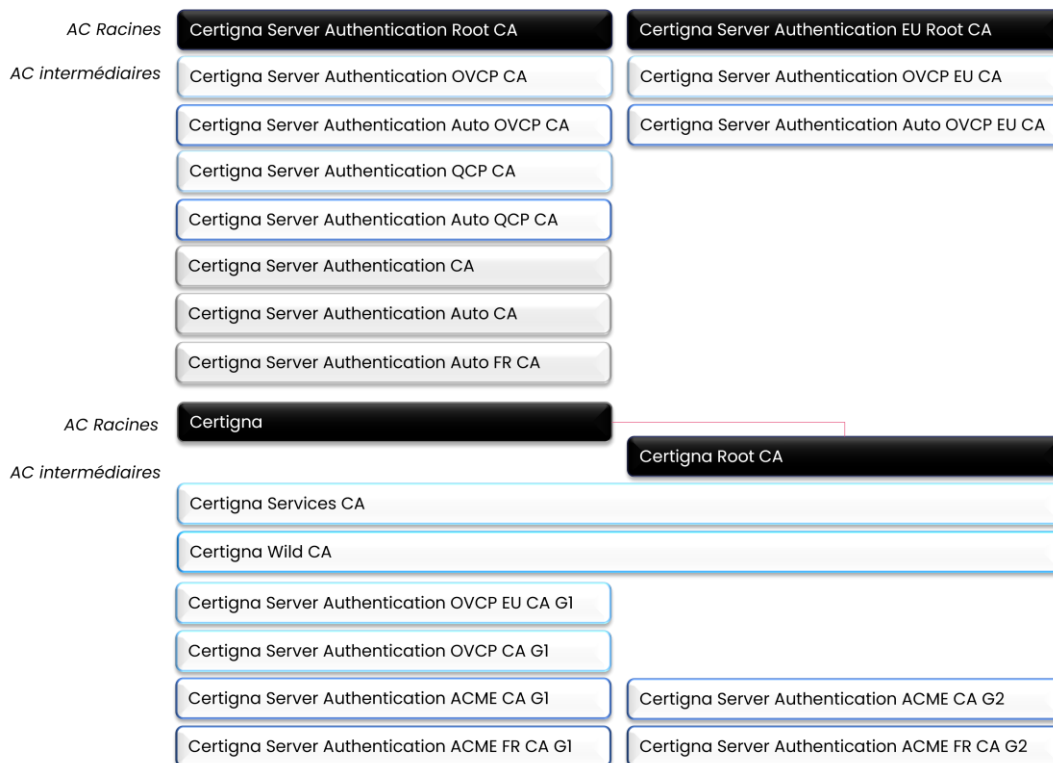 AC Racines
Certigna Server Authentication Root CA
Certigna Server Authentication EU Root CA
AC intermédiaires
Certigna Server Authentication OVCP CA
Certigna Server Authentication OVCP EU CA
Certigna Server Authentication Auto OVCP CA
Certigna Server Authentication Auto OVCP EU CA
Certigna Server Authentication QCP CA
Certigna Server Authentication Auto QCP CA
Certigna Server Authentication CA
Certigna Server Authentication Auto CA
Certigna Server Authentication Auto FR CA
AC Racines
Certigna
Certigna Root CA
AC intermédiaires
Certigna Services CA
Certigna Wild CA
Certigna Server Authentication OVCP EU CA G1
Certigna Server Authentication OVCP CA G1
Certigna Server Authentication ACME CA G1
Certigna Server Authentication ACME CA G2
Certigna Server Authentication ACME FR CA G1
Certigna Server Authentication ACME FR CA G2